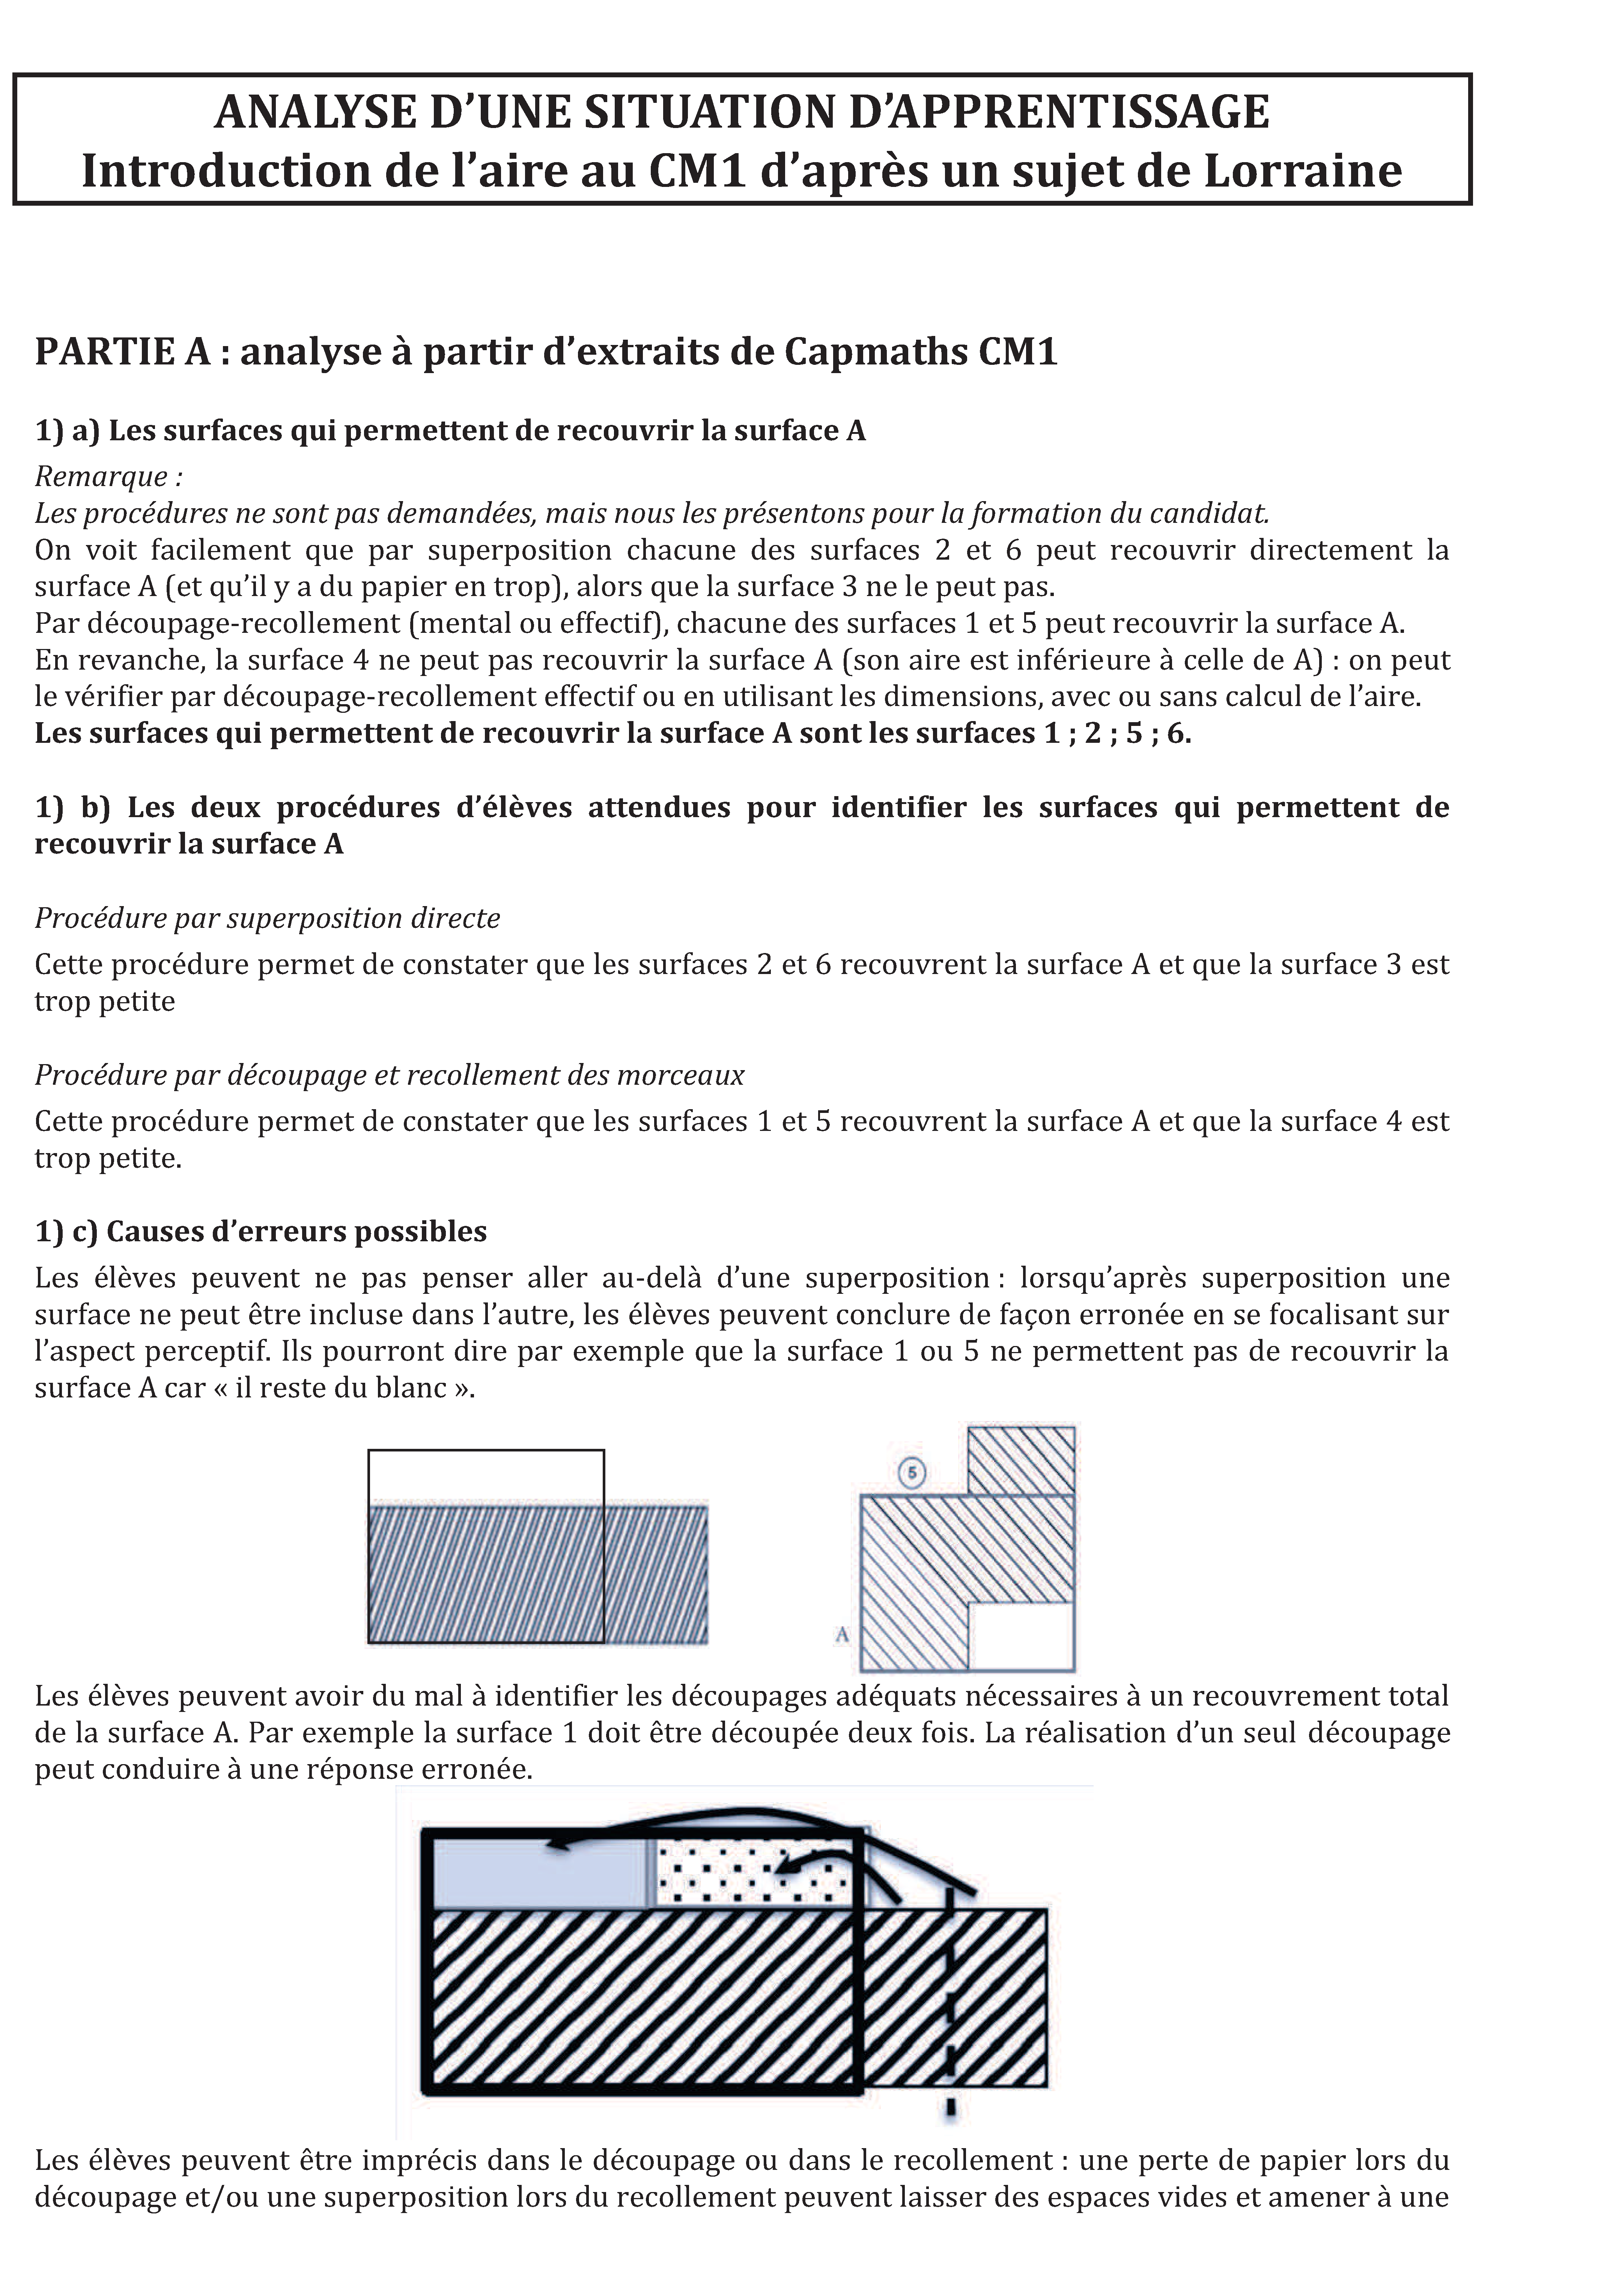 ANALYSE D’UNE SITUATION D’APPRENTISSAGE
Introduction de l’aire au CM1 d’après un sujet de Lorraine
PARTIE A : analyse à partir d’extraits de Capmaths CM1
1) a) Les surfaces qui permettent de recouvrir la surface A
Remarque :
Les procédures ne sont pas demandées, mais nous les présentons pour la formation du candidat.
On voit facilement que par superposition chacune des surfaces 2 et 6 peut recouvrir directement la
surface A (et qu’il y a du papier en trop), alors que la surface 3 ne le peut pas.
Par découpage-recollement (mental ou effectif), chacune des surfaces 1 et 5 peut recouvrir la surface A.
En revanche, la surface 4 ne peut pas recouvrir la surface A (son aire est inférieure à celle de A) : on peut
le vérifier par découpage-recollement effectif ou en utilisant les dimensions, avec ou sans calcul de l’aire.
Les surfaces qui permettent de recouvrir la surface A sont les surfaces 1 ; 2 ; 5 ; 6.
1) b) Les deux procédures d’élèves attendues pour identifier les surfaces qui permettent de
recouvrir la surface A
Procédure par superposition directe
Cette procédure permet de constater que les surfaces 2 et 6 recouvrent la surface A et que la surface 3 est
trop petite
Procédure par découpage et recollement des morceaux
Cette procédure permet de constater que les surfaces 1 et 5 recouvrent la surface A et que la surface 4 est
trop petite.
1) c) Causes d’erreurs possibles
Les élèves peuvent ne pas penser aller au-delà d’une superposition : lorsqu’après superposition une
surface ne peut être incluse dans l’autre, les élèves peuvent conclure de façon erronée en se focalisant sur
l’aspect perceptif. Ils pourront dire par exemple que la surface 1 ou 5 ne permettent pas de recouvrir la
surface A car « il reste du blanc ».
5
A
Les élèves peuvent avoir du mal à identifier les découpages adéquats nécessaires à un recouvrement total
de la surface A. Par exemple la surface 1 doit être découpée deux fois. La réalisation d’un seul découpage
peut conduire à une réponse erronée.
Les élèves peuvent être imprécis dans le découpage ou dans le recollement : une perte de papier lors du
découpage et/ou une superposition lors du recollement peuvent laisser des espaces vides et amener à une